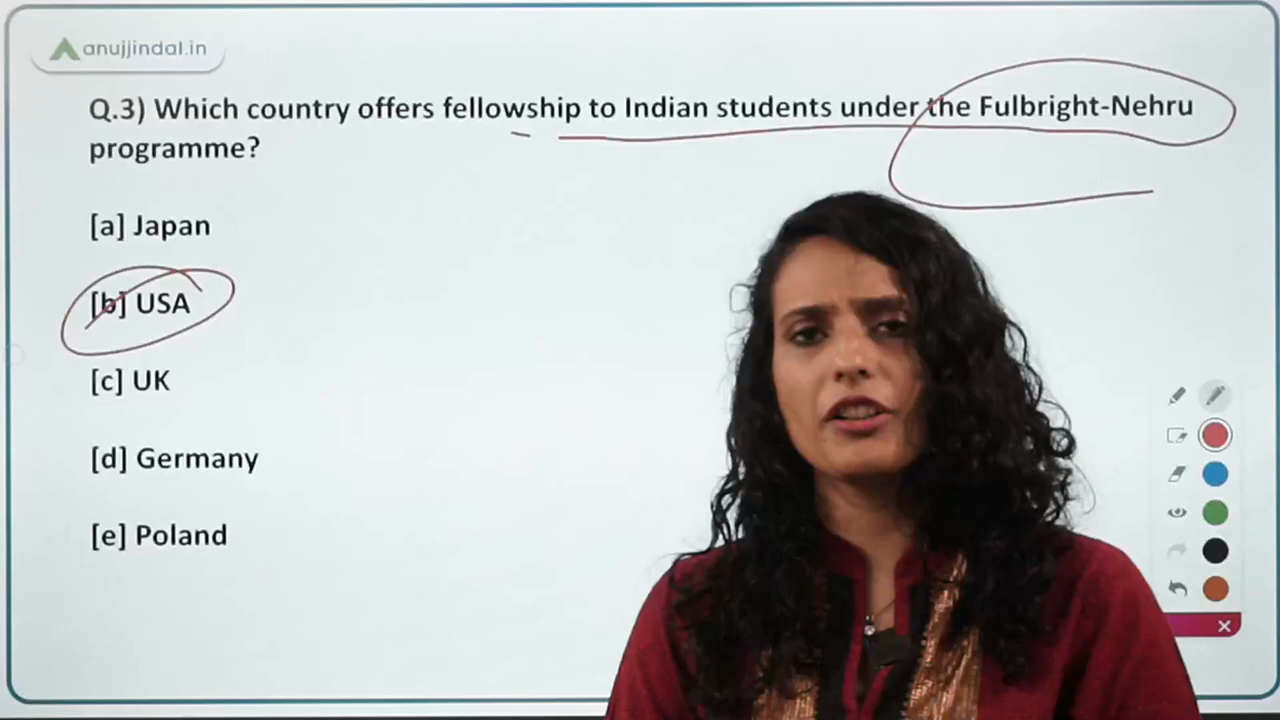 anujjindal.in
Q.3) Which country offers fellowship to Indian students under the Fulbright-Nehru
programme?
[a] Japan
[b] USA
[c] UK
[d] Germany
[e] Poland